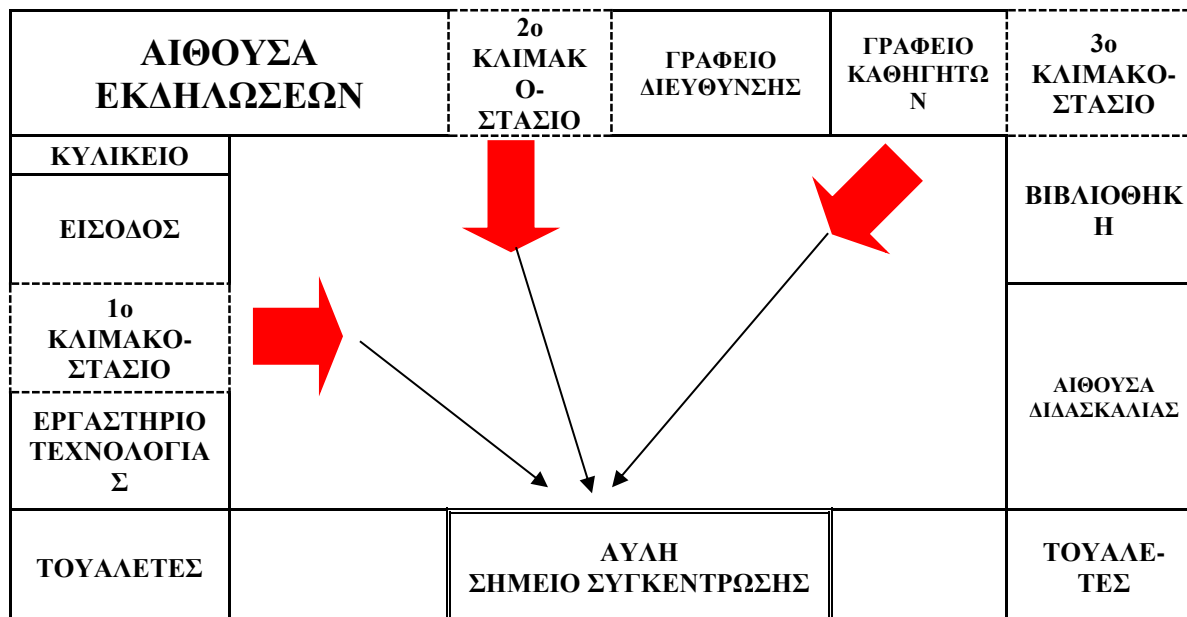 ΑΙΘΟΥΣΑ
ΕΚΔΗΛΩΣΕΩΝ
2ο
ΚΛΙΜΑΚ
Ο-
ΣΤΑΣΙΟ
ΓΡΑΦΕΙΟ
ΔΙΕΥΘΥΝΣΗΣ
ΓΡΑΦΕΙΟ
ΚΑΘΗΓΗΤΩ
Ν
3ο
ΚΛΙΜΑΚΟ-
ΣΤΑΣΙΟ
ΚΥΛΙΚΕΙΟ
ΕΙΣΟΔΟΣ
ΒΙΒΛΙΟΘΗΚ
Η
1ο
ΚΛΙΜΑΚΟ-
ΣΤΑΣΙΟ
ΑΙΘΟΥΣΑ
ΔΙΔΑΣΚΑΛΙΑΣ
ΕΡΓΑΣΤΗΡΙΟ
ΤΕΧΝΟΛΟΓΙΑ
Σ
ΤΟΥΑΛΕΤΕΣ
ΑΥΛΗ
ΣΗΜΕΙΟ ΣΥΓΚΕΝΤΡΩΣΗΣ
ΤΟΥΑΛΕ-
ΤΕΣ